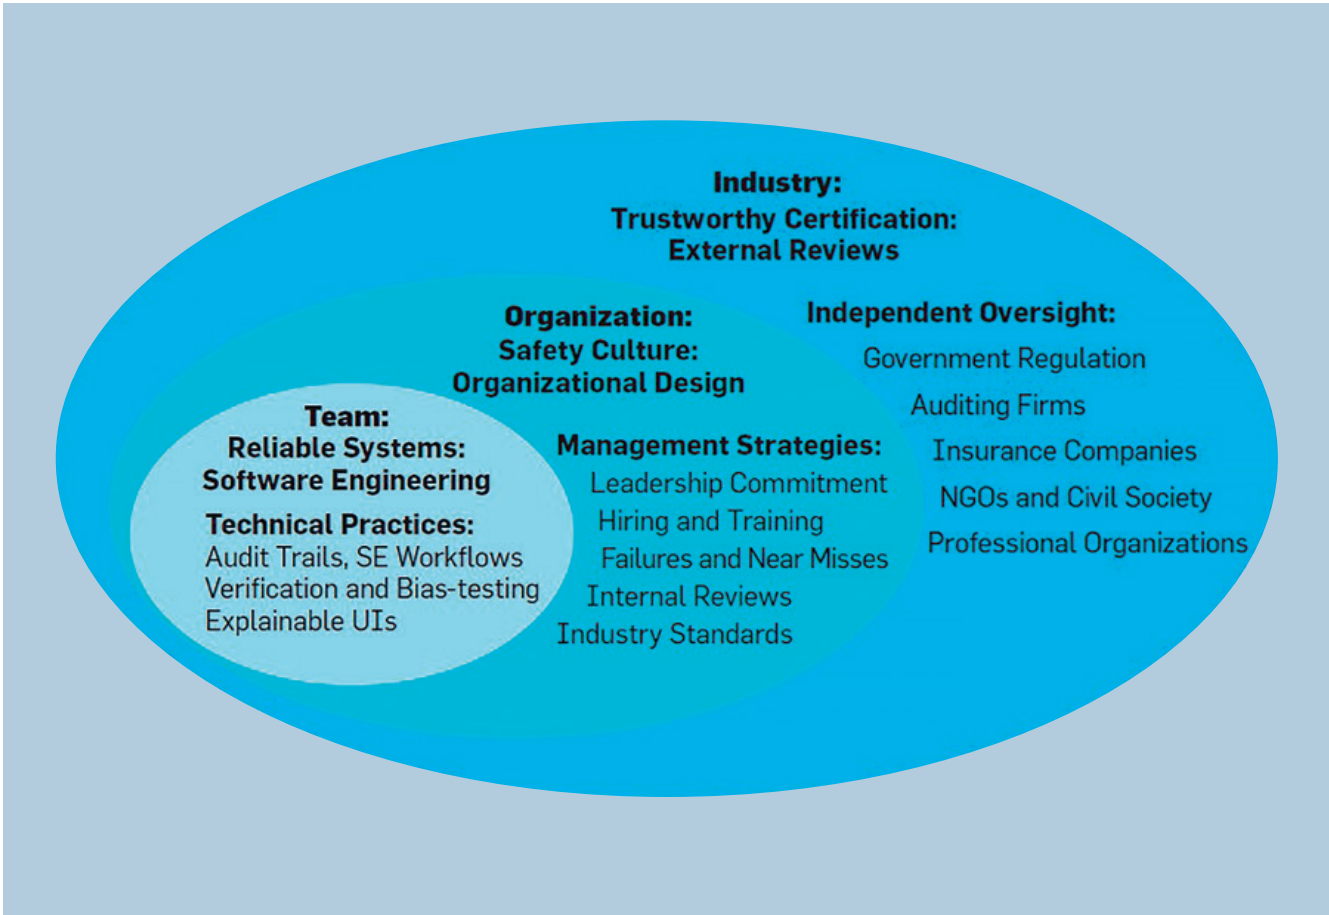 Industry:
Trustworthy Certification:
External Reviews
Independent Oversight:
Government Regulation
Auditing Firms
Insurance Companies
NGOs and Civil Society
Professional Organizations
Organization:
Safety Culture:
Organizational Design
Management Strategies:
Leadership Commitment
Hiring and Training
Failures and Near Misses
Internal Reviews
Industry Standards
Team:
Reliable Systems:
Software Engineering
Technical Practices:
Audit Trails, SE Workflows
Verification and Bias-testing
Explainable UIs